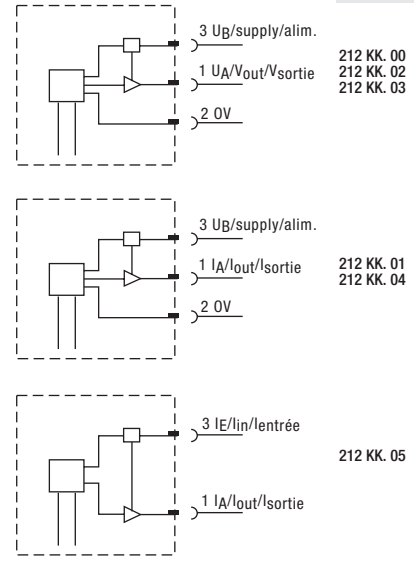 3 UB/supply/alim.
1 UA/Vout/Vsortie
2 0V
212 KK. 00
212 KK. 02
212 KK. 03
3 UB/supply/alim.
1 IA/Iout/Isortie
2 0V
212 KK. 01
212 KK. 04
3 IE/Iin/Ientrée
1 IA/Iout/Isortie
212 KK. 05